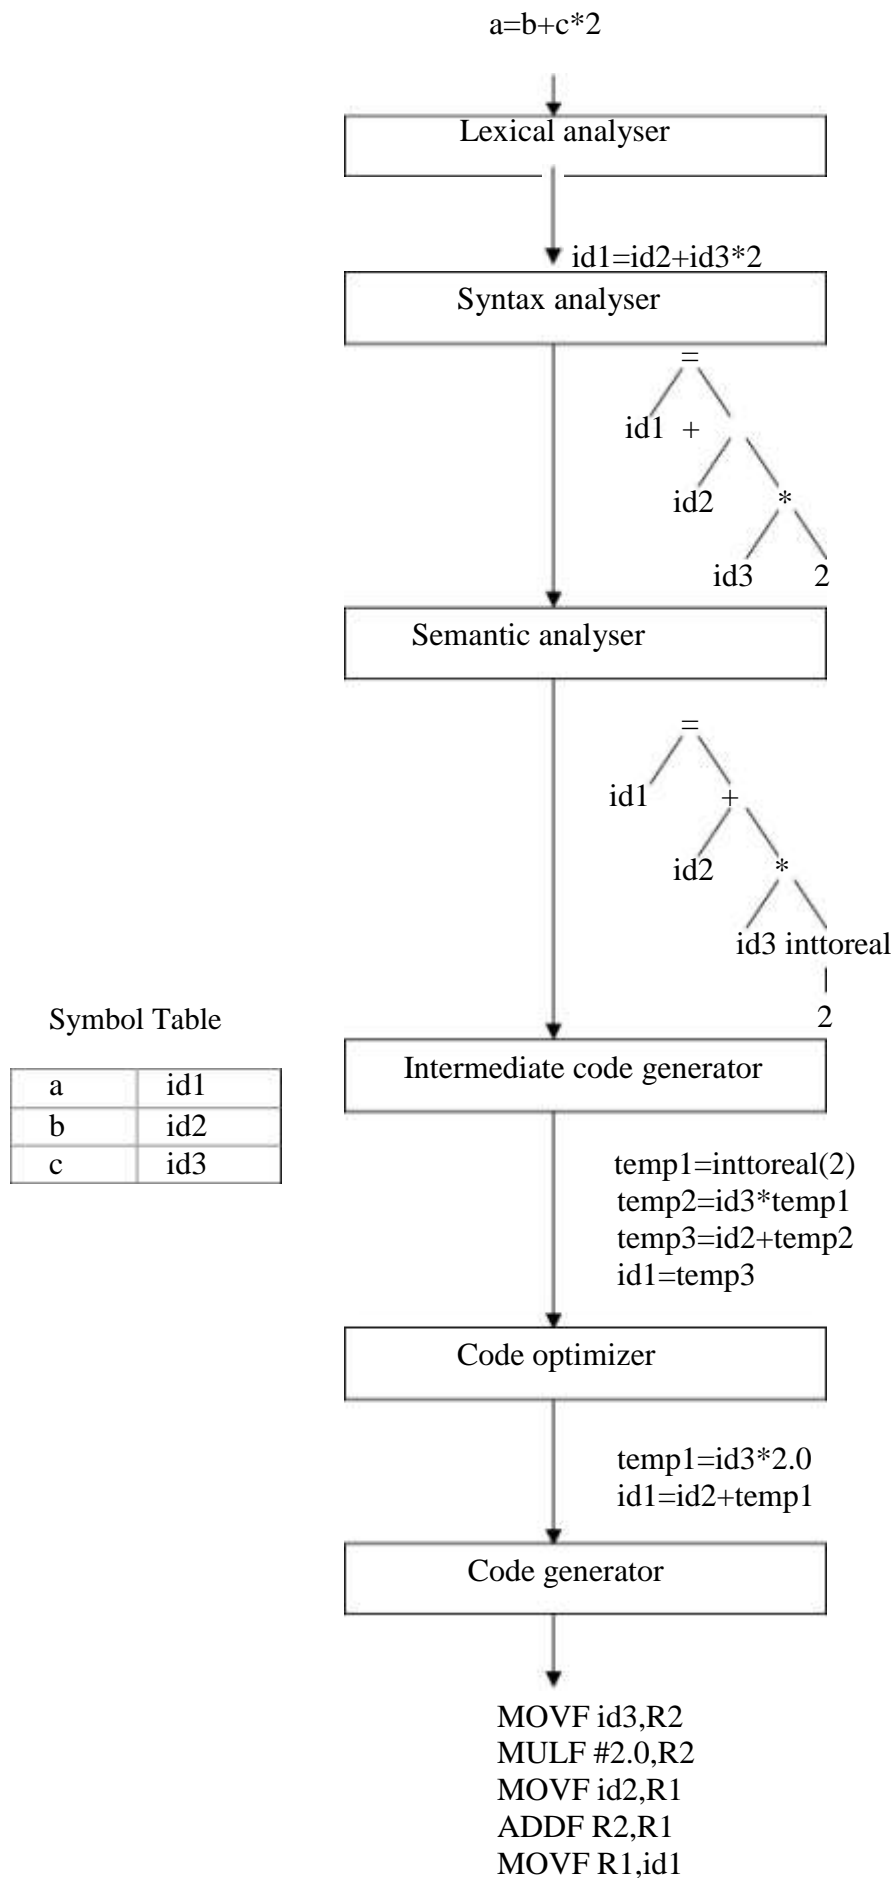 a=b+c*2
Lexical analyser
id1=id2+id3*2
Syntax analyser
=
id1 +
id2 *
id3 2
Semantic analyser
=
id1 +
id2 *
id3 inttoreal
2
Symbol Table
a id1
b id2
c id3
Intermediate code generator
temp1=inttoreal(2)
temp2=id3*temp1
temp3=id2+temp2
id1=temp3
Code optimizer
temp1=id3*2.0
id1=id2+temp1
Code generator
MOVF id3,R2
MULF #2.0,R2
MOVF id2,R1
ADDF R2,R1
MOVF R1,id1